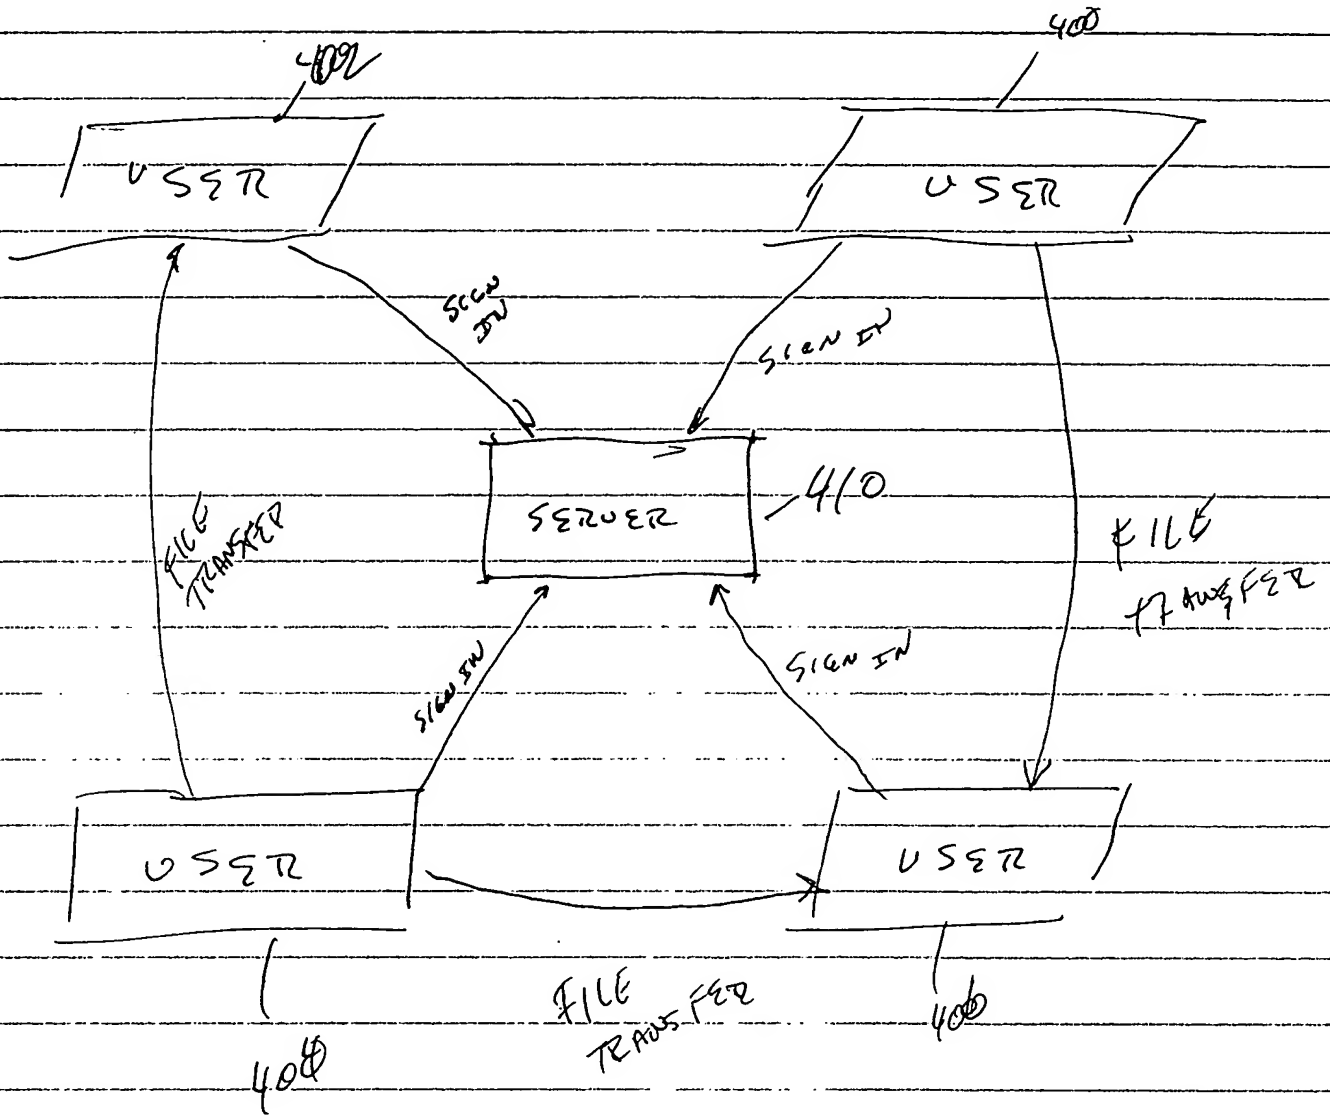 402
400
USER
USER
SIGN
IN
SIGN IN
SERVER
410
FILE
TRANSFER
FILE
TRANSFER
SIGN IN
SIGN IN
USER
USER
FILE
TRANSFER
406
404